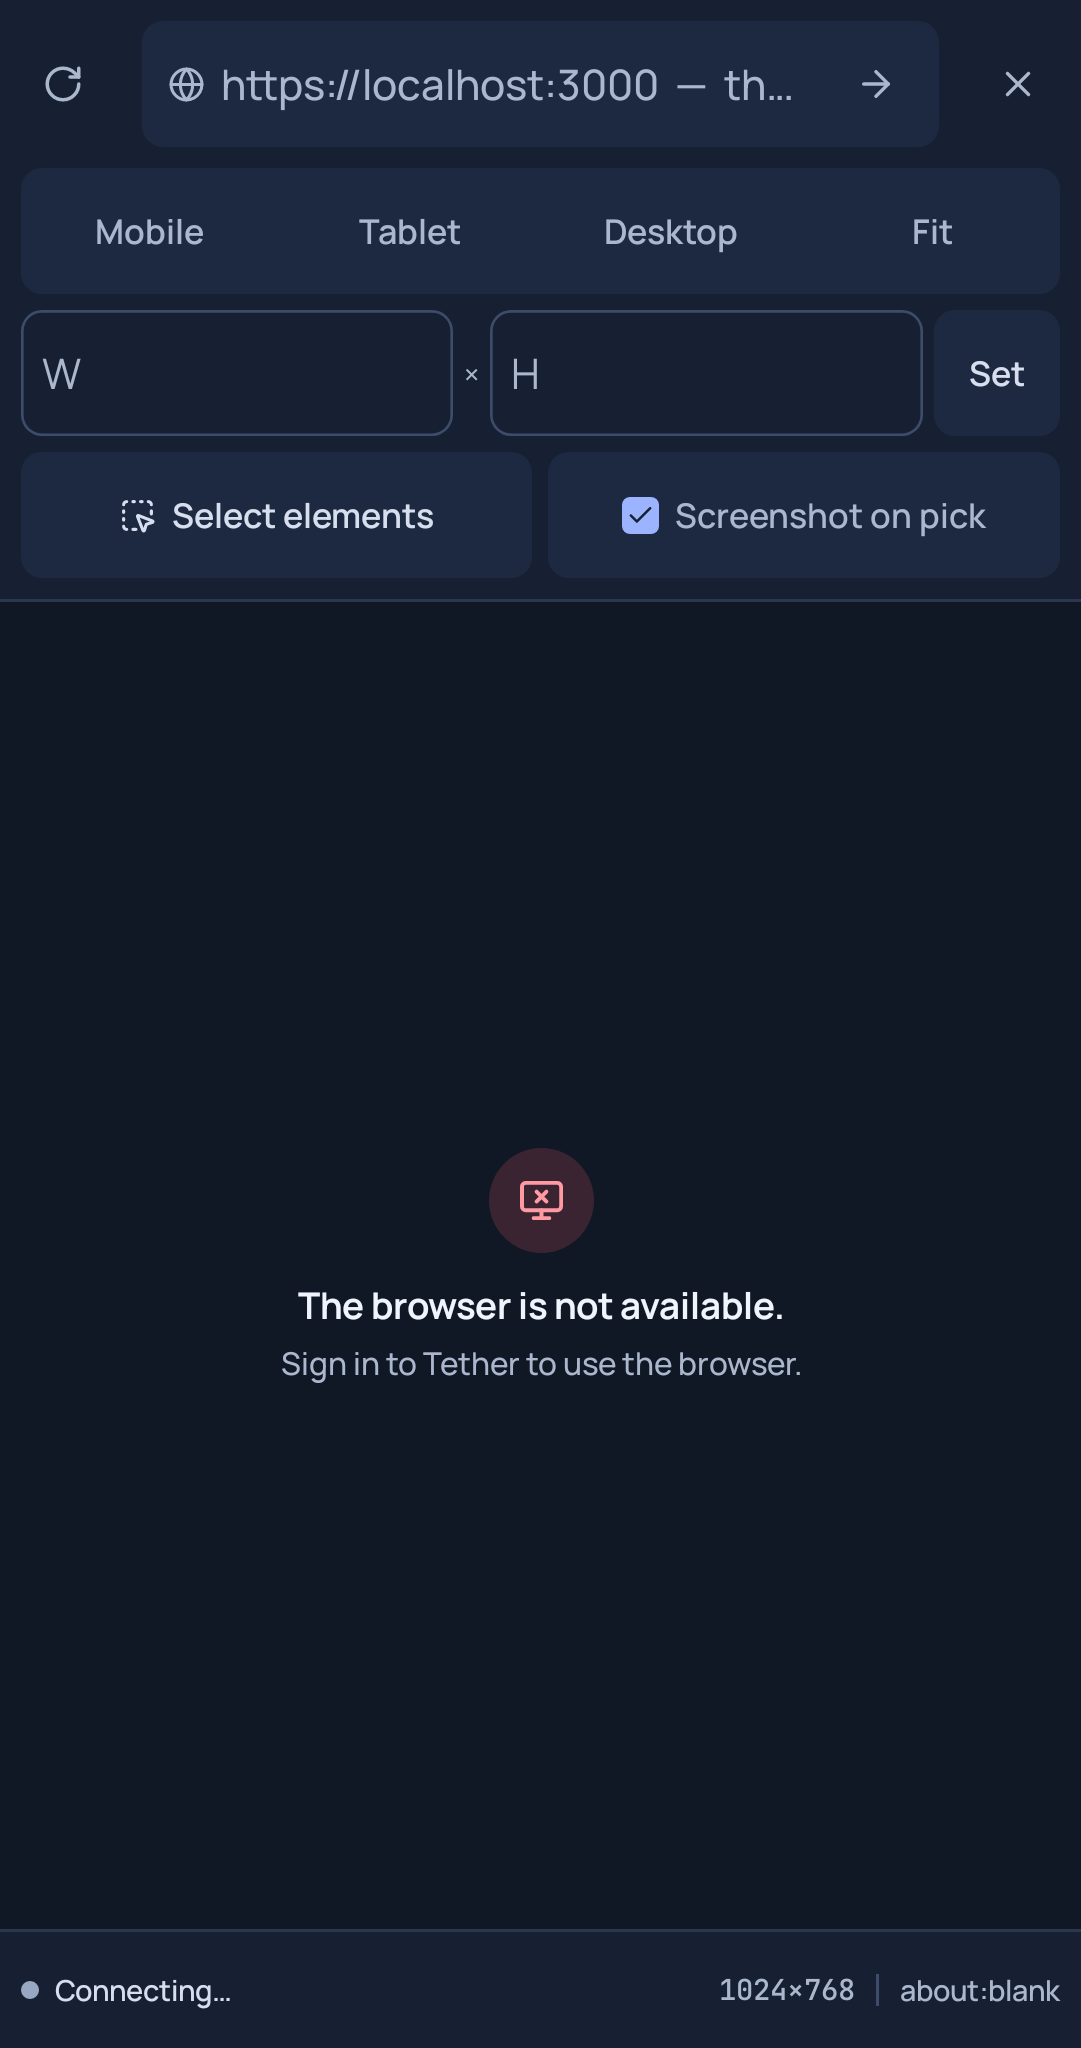 https://localhost:3000 — th...
Mobile Tablet Desktop Fit
W × H Set
Select elements Screenshot on pick
The browser is not available.
Sign in to Tether to use the browser.
Connecting... 1024×768 about:blank